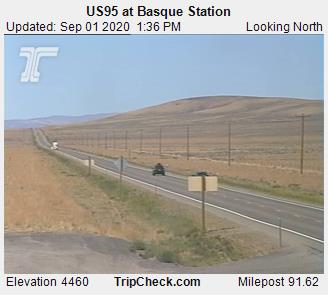 US95 at Basque Station
Updated: Sep 01 2020 1:36 PM Looking North
Elevation 4460 TripCheck.com Milepost 91.62